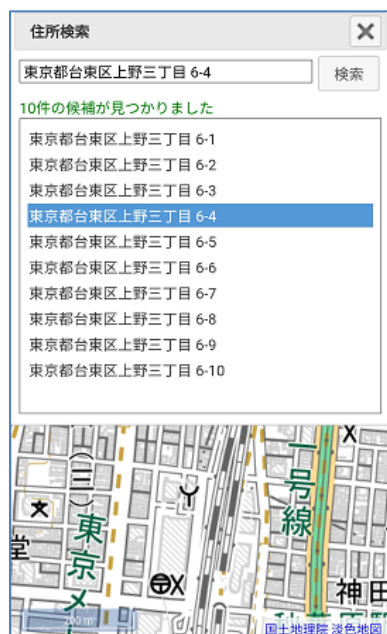 住所検索
東京都台東区上野三丁目 6-4
検索
10件の候補が見つかりました
東京都台東区上野三丁目 6-1
東京都台東区上野三丁目 6-2
東京都台東区上野三丁目 6-3
東京都台東区上野三丁目 6-4
東京都台東区上野三丁目 6-5
東京都台東区上野三丁目 6-6
東京都台東区上野三丁目 6-7
東京都台東区上野三丁目 6-8
東京都台東区上野三丁目 6-9
東京都台東区上野三丁目 6-10
(三)
東京メ
一号線
堂
神田
200 m
国土地理院 淡色地図